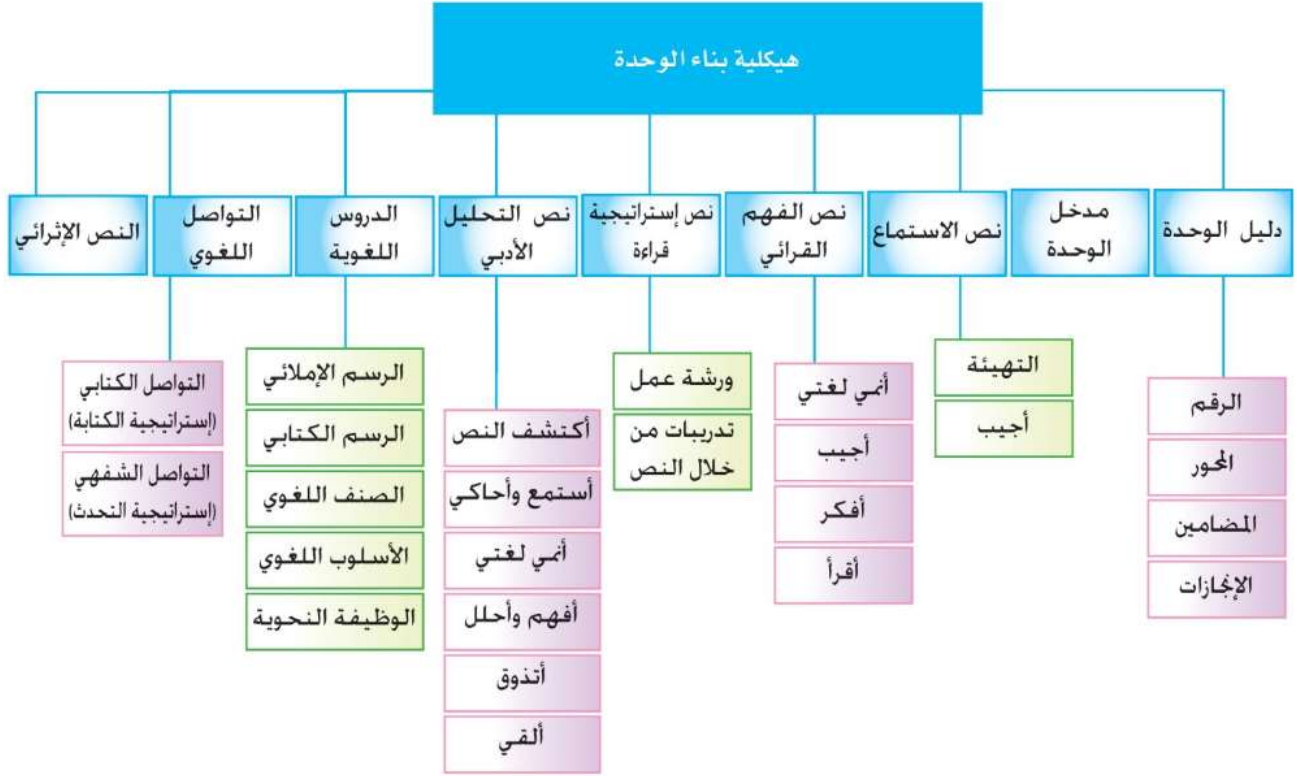 هيكلية بناء الوحدة
دليل الوحدة
مدخل
الوحدة
نص الاستماع
نص الفهم
القرائي
نص إستراتيجية
قراءة
نص التحليل
الأدبي
الدروس
اللغوية
التواصل
اللغوي
النص الإثرائي
الرقم
المحور
المضامين
الإنجازات
التهيئة
أجيب
أنمي لغتي
أجيب
أفكر
أقرأ
ورشة عمل
تدريبات من
خلال النص
أكتشف النص
أستمع وأحاكي
أنمي لغتي
أفهم وأحلل
أتذوق
ألقي
الرسم الإملائي
الرسم الكتابي
الصنف اللغوي
الأسلوب اللغوي
الوظيفة النحوية
التواصل الكتابي
(إستراتيجية الكتابة)
التواصل الشفهي
(إستراتيجية التحدث)